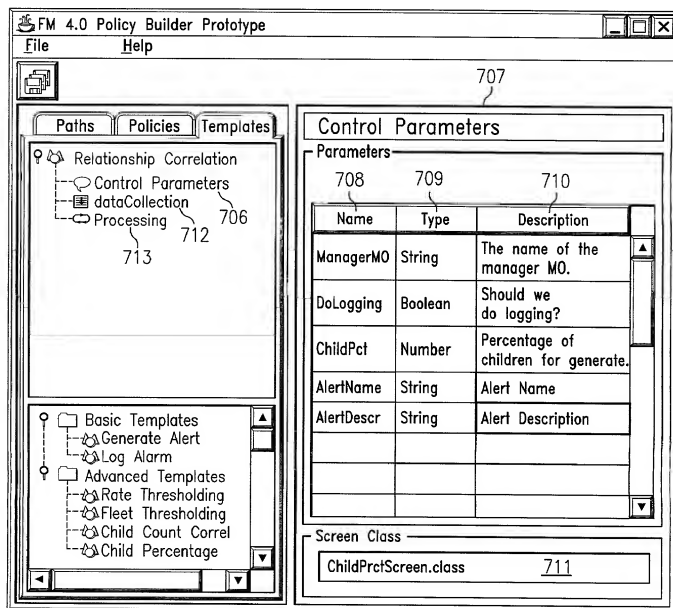 FM 4.0 Policy Builder Prototype
File Help
707
Paths Policies Templates
Relationship Correlation
Control Parameters
dataCollection
Processing
706
712
713
Basic Templates
Generate Alert
Log Alarm
Advanced Templates
Rate Thresholding
Fleet Thresholding
Child Count Correl
Child Percentage
Control Parameters
Parameters
708 709 710
Name Type Description
ManagerMO String The name of the
manager MO.
DoLogging Boolean Should we
do logging?
ChildPct Number Percentage of
children for generate.
AlertName String Alert Name
AlertDescr String Alert Description
Screen Class
ChildPrctScreen.class 711